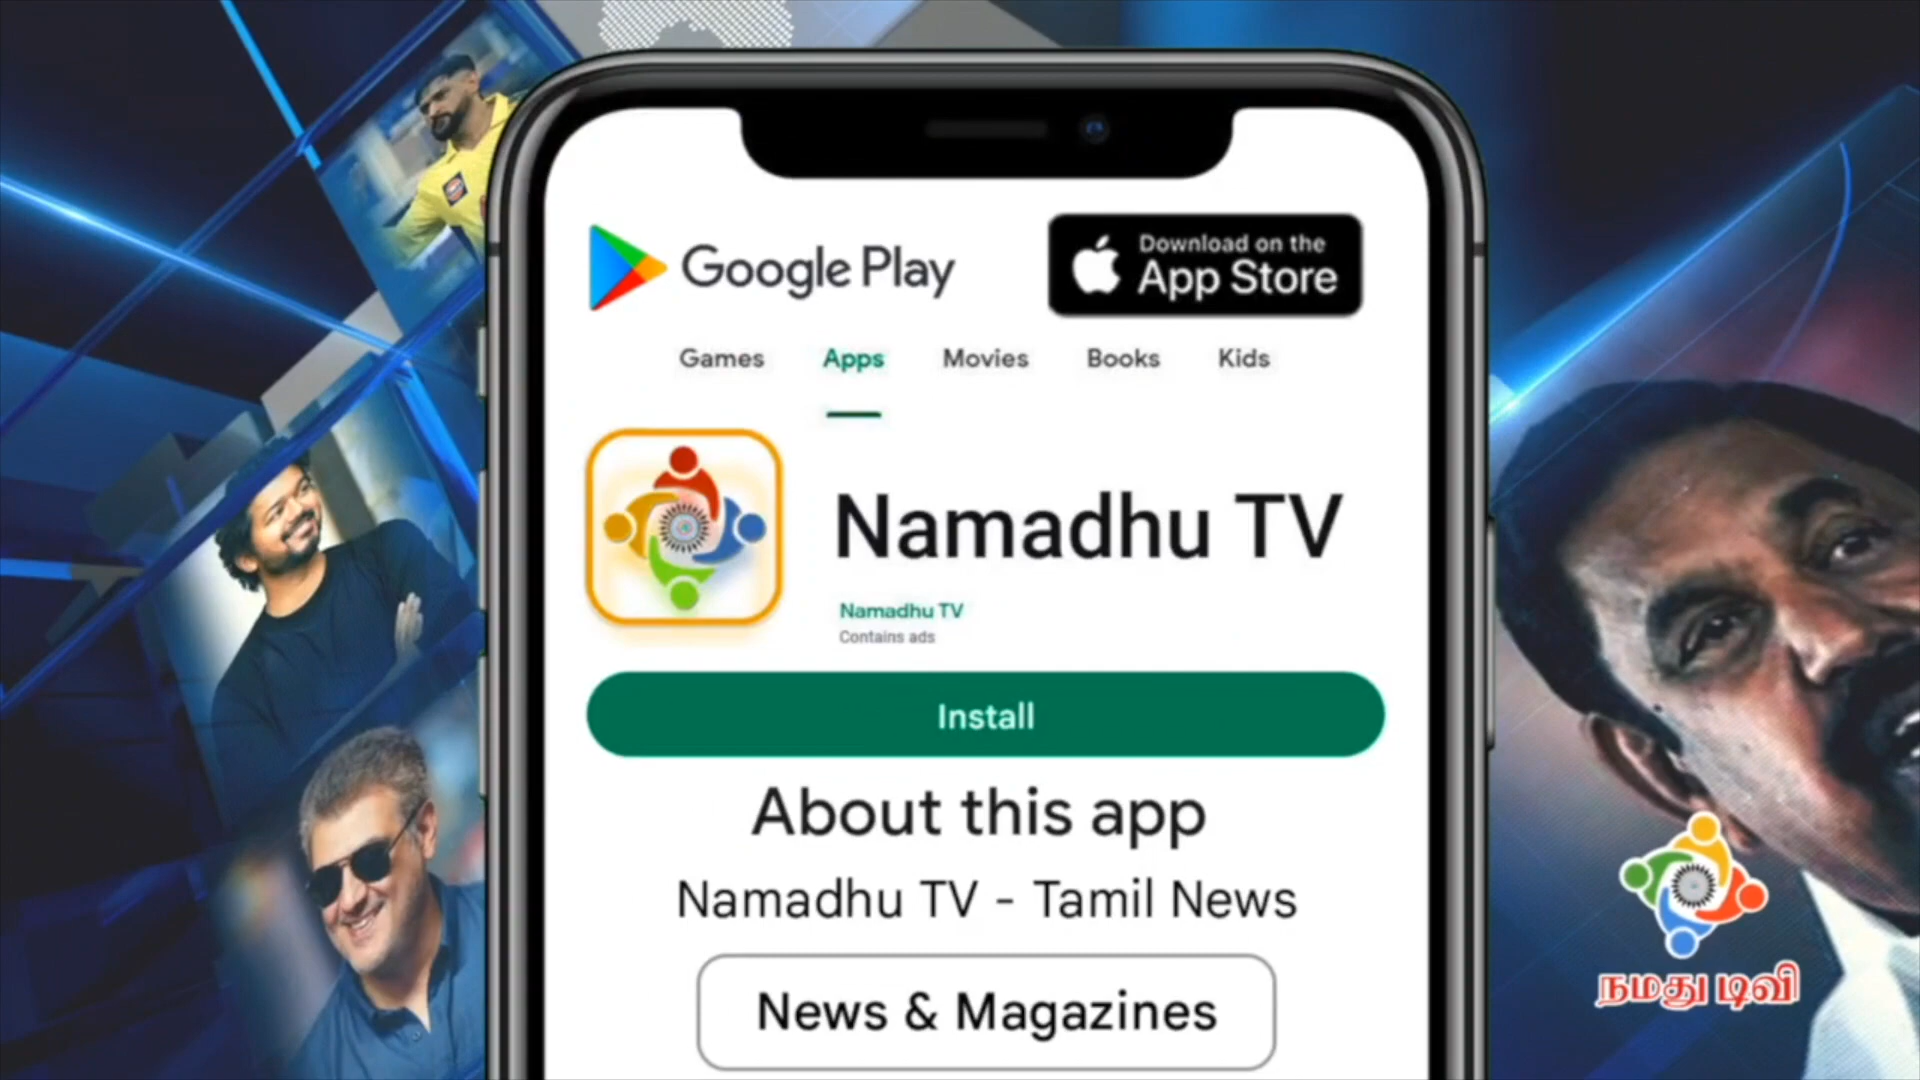 Google Play
Download on the
App Store
Games Apps Movies Books Kids
Namadhu TV
Namadhu TV
Contains ads
Install
About this app
Namadhu TV - Tamil News
News & Magazines
நமது டிவி